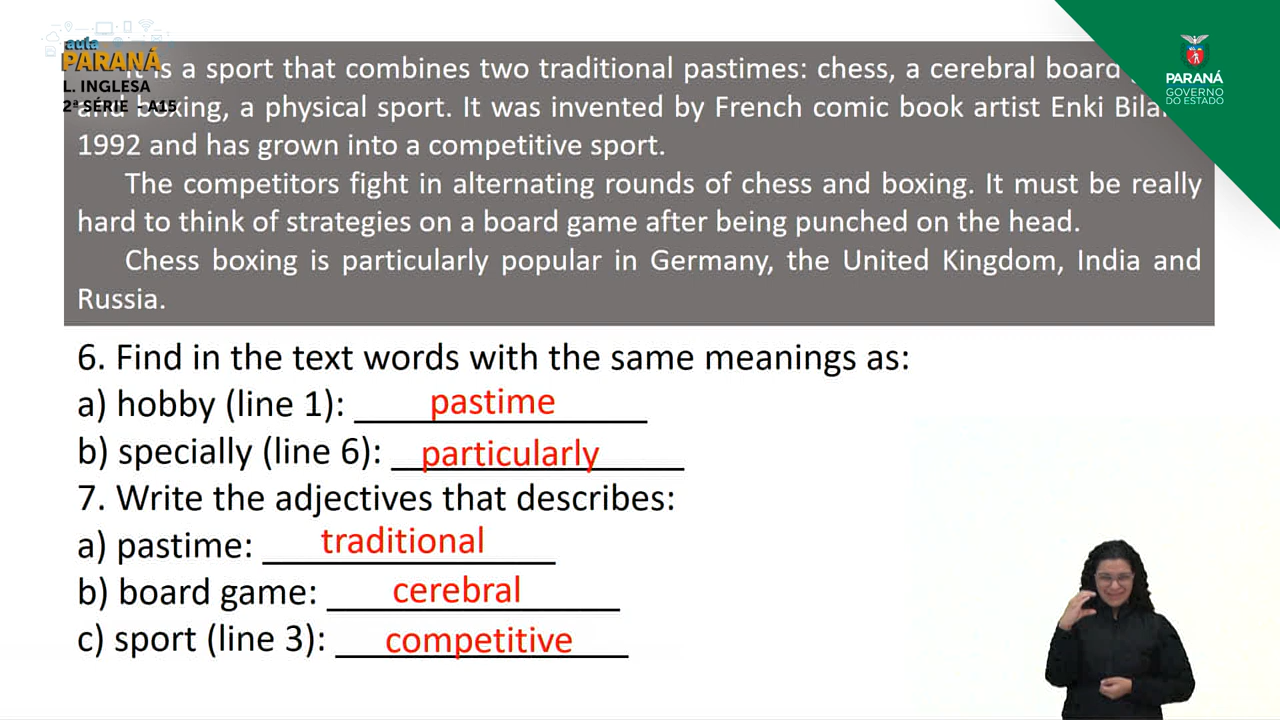 aula
PARANÁ
L. INGLESA
2ª SÉRIE - A15
PARANÁ
GOVERNO
DO ESTADO
It is a sport that combines two traditional pastimes: chess, a cerebral board
and boxing, a physical sport. It was invented by French comic book artist Enki
1992 and has grown into a competitive sport.
The competitors fight in alternating rounds of chess and boxing. It must be really
hard to think of strategies on a board game after being punched on the head.
Chess boxing is particularly popular in Germany, the United Kingdom, India and
Russia.
6. Find in the text words with the same meanings as:
a) hobby (line 1): pastime
b) specially (line 6): particularly
7. Write the adjectives that describes:
a) pastime: traditional
b) board game: cerebral
c) sport (line 3): competitive